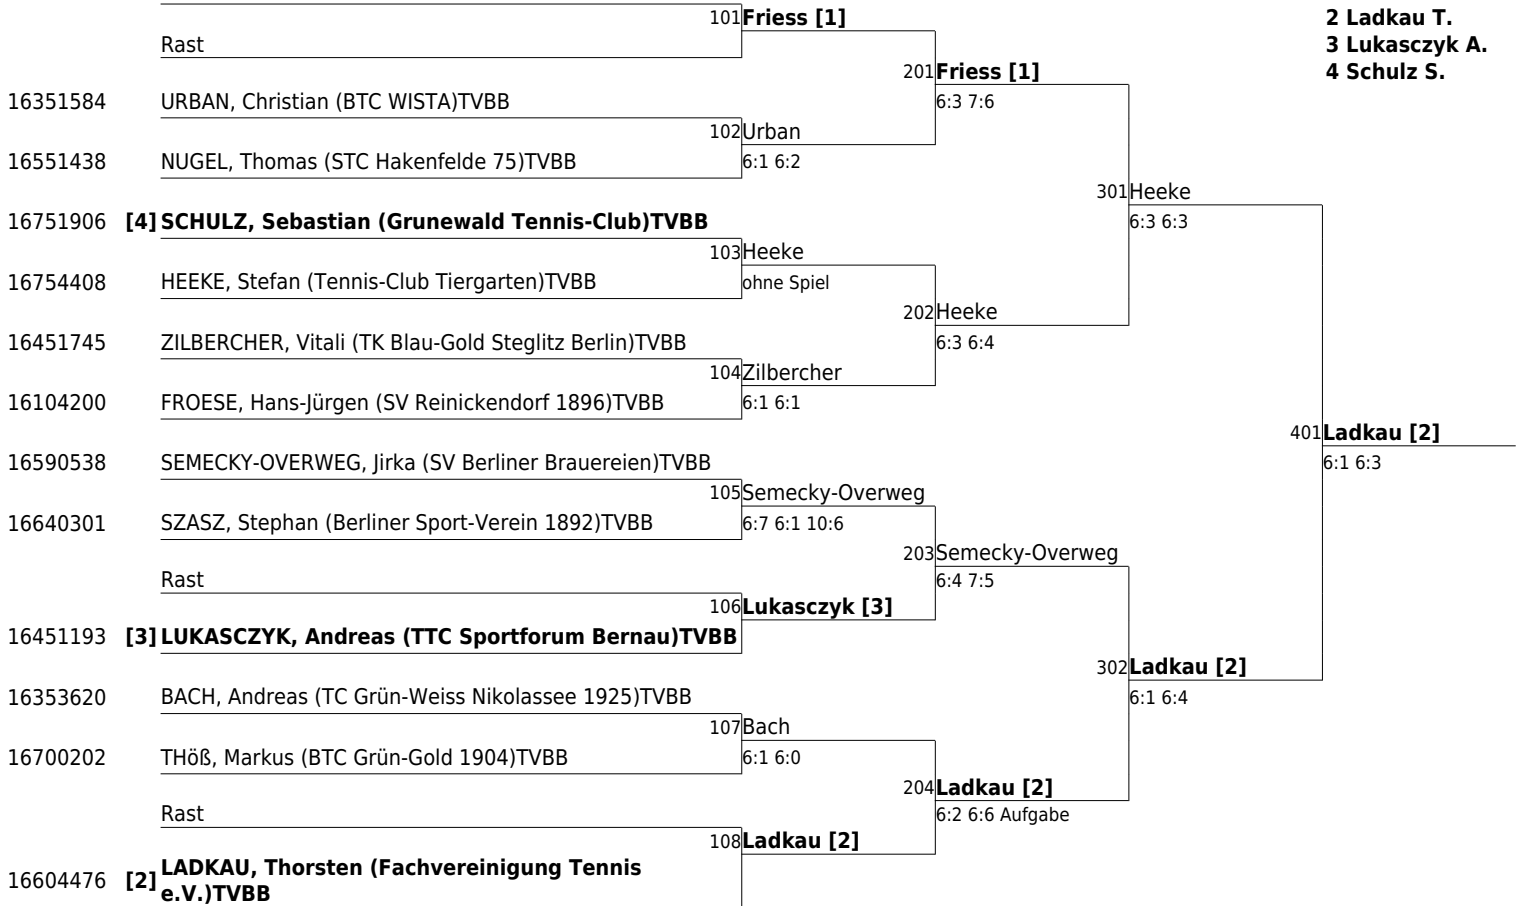 101 Friess [1]
2 Ladkau T.
Rast
3 Lukasczyk A.
201 Friess [1]
4 Schulz S.
16351584 URBAN, Christian (BTC WISTA)TVBB
6:3 7:6
102 Urban
16551438 NUGEL, Thomas (STC Hakenfelde 75)TVBB
6:1 6:2
301 Heeke
16751906 [4] SCHULZ, Sebastian (Grunewald Tennis-Club)TVBB
6:3 6:3
103 Heeke
16754408 HEEKE, Stefan (Tennis-Club Tiergarten)TVBB
ohne Spiel
202 Heeke
16451745 ZILBERCHER, Vitali (TK Blau-Gold Steglitz Berlin)TVBB
6:3 6:4
104 Zilbercher
16104200 FROESE, Hans-Jürgen (SV Reinickendorf 1896)TVBB
6:1 6:1
401 Ladkau [2]
16590538 SEMECKY-OVERWEG, Jirka (SV Berliner Brauereien)TVBB
6:1 6:3
105 Semecky-Overweg
16640301 SZASZ, Stephan (Berliner Sport-Verein 1892)TVBB
6:7 6:1 10:6
203 Semecky-Overweg
Rast
6:4 7:5
106 Lukasczyk [3]
16451193 [3] LUKASCZYK, Andreas (TTC Sportforum Bernau)TVBB
302 Ladkau [2]
16353620 BACH, Andreas (TC Grün-Weiss Nikolassee 1925)TVBB
6:1 6:4
107 Bach
16700202 THöß, Markus (BTC Grün-Gold 1904)TVBB
6:1 6:0
204 Ladkau [2]
Rast
6:2 6:6 Aufgabe
108 Ladkau [2]
16604476 [2] LADKAU, Thorsten (Fachvereinigung Tennis
e.V.)TVBB